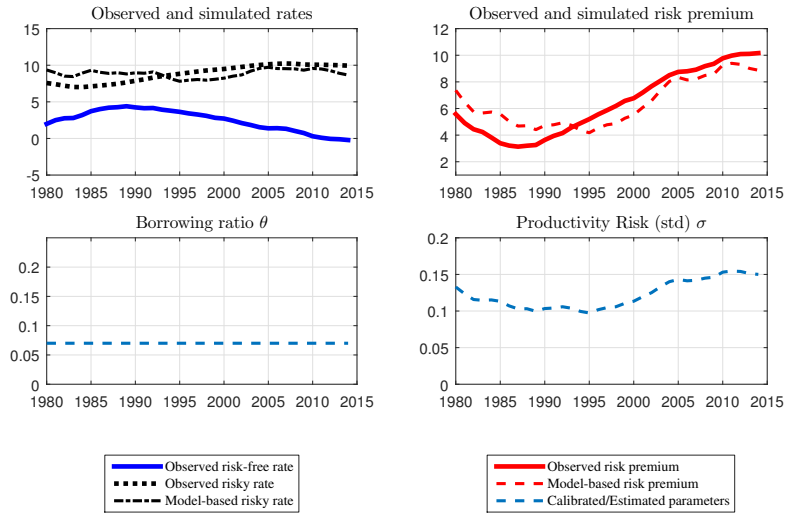 Observed and simulated rates
15
10
5
0
-5
1980 1985 1990 1995 2000 2005 2010 2015
Observed and simulated risk premium
12
10
8
6
4
2
1980 1985 1990 1995 2000 2005 2010 2015
Borrowing ratio θ
0.2
0.15
0.1
0.05
0
1980 1985 1990 1995 2000 2005 2010 2015
Productivity Risk (std) σ
0.2
0.15
0.1
0.05
0
1980 1985 1990 1995 2000 2005 2010 2015
Observed risk-free rate
Observed risky rate
Model-based risky rate
Observed risk premium
Model-based risk premium
Calibrated/Estimated parameters